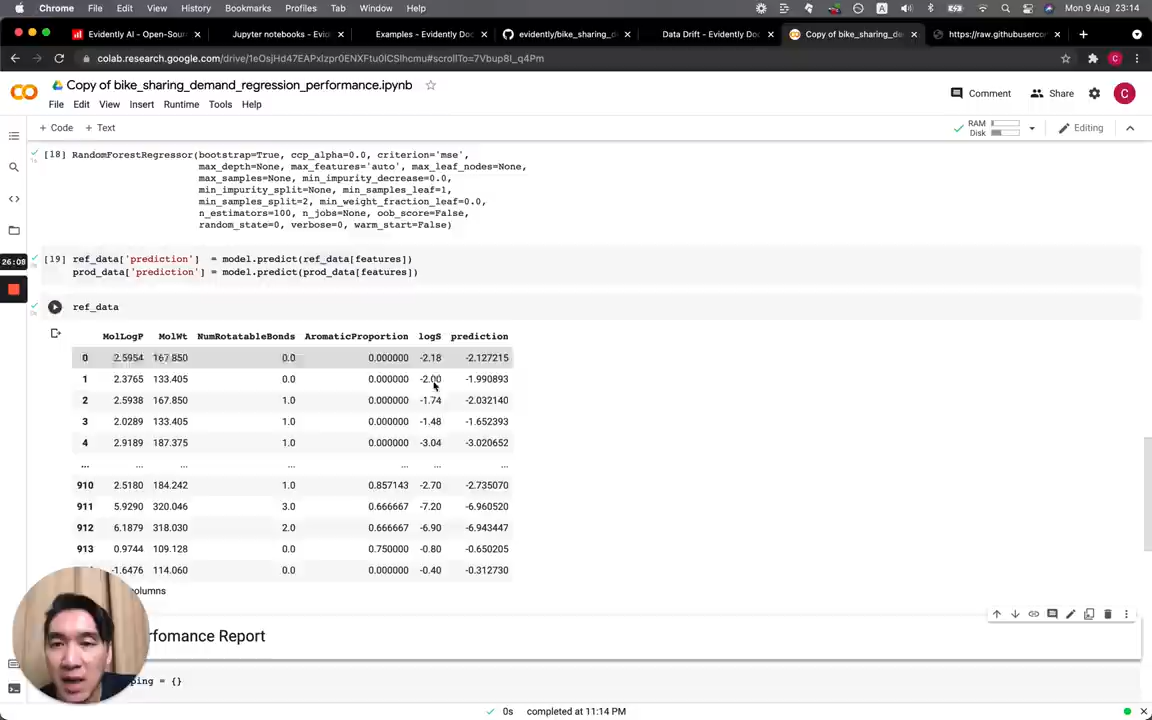 Chrome File Edit View History Bookmarks Profiles Tab Window Help A Mon 9 Aug 23:14
Evidently AI - Open-Sour Jupyter notebooks - Evid Examples - Evidently Doc evidently/bike_sharing_de Data Drift - Evidently Doc Copy of bike_sharing_de https://raw.githubuserco
colab.research.google.com
Copy of bike_sharing_demand_regression_performance.ipynb
Comment Share C
File Edit View Insert Runtime Tools Help
+ Code + Text RAM Disk Editing
[18] RandomForestRegressor(bootstrap=True, ccp_alpha=0.0, criterion='mse',
max_depth=None, max_features='auto', max_leaf_nodes=None,
max_samples=None, min_impurity_decrease=0.0,
min_impurity_split=None, min_samples_leaf=1,
min_samples_split=2, min_weight_fraction_leaf=0.0,
n_estimators=100, n_jobs=None, oob_score=False,
random_state=0, verbose=0, warm_start=False)
[19] ref_data['prediction'] = model.predict(ref_data[features])
26:08
prod_data['prediction'] = model.predict(prod_data[features])
ref_data
MolLogP MolWt NumRotatableBonds AromaticProportion logS prediction
0 2.5954 167.850 0.0 0.000000 -2.18 -2.127215
1 2.3765 133.405 0.0 0.000000 -2.00 -1.990893
2 2.5938 167.850 1.0 0.000000 -1.74 -2.032140
3 2.0289 133.405 1.0 0.000000 -1.48 -1.652393
4 2.9189 187.375 1.0 0.000000 -3.04 -3.020652
... ... ... ... ... ... ...
910 2.5180 184.242 1.0 0.857143 -2.70 -2.735070
911 5.9290 320.046 3.0 0.666667 -7.20 -6.960520
912 6.1879 318.030 2.0 0.666667 -6.90 -6.943447
913 0.9744 109.128 0.0 0.750000 -0.80 -0.650205
-1.6476 114.060 0.0 0.000000 -0.40 -0.312730
columns
rfomance Report
ping = {}
0s completed at 11:14 PM